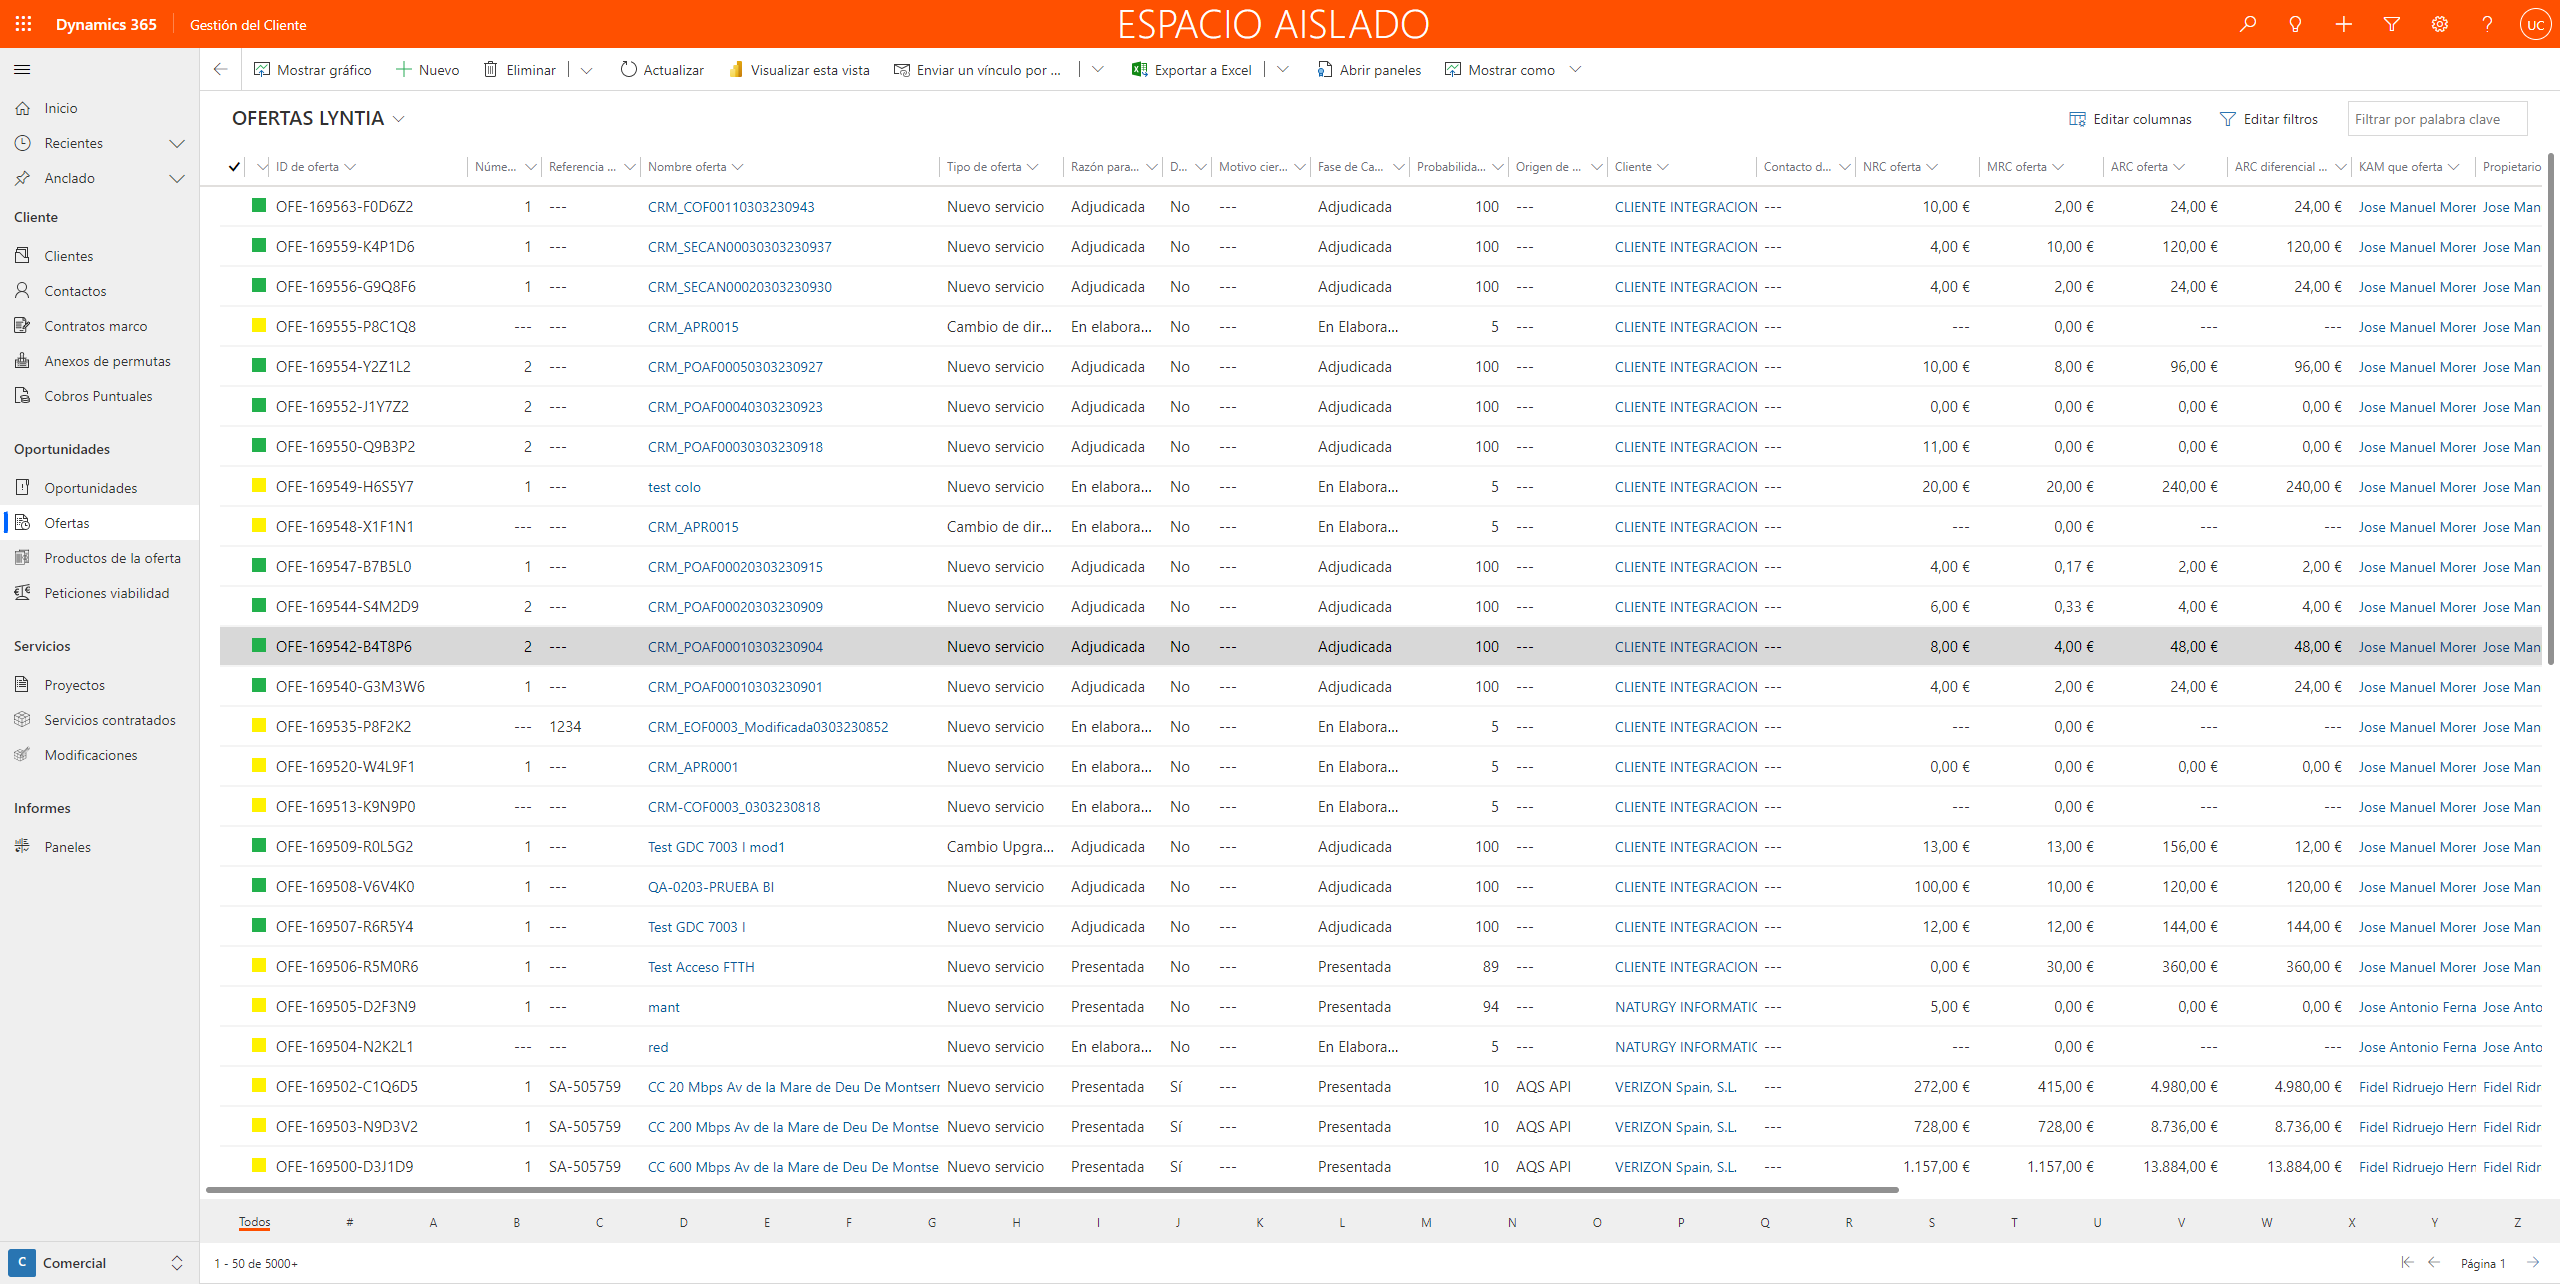 Dynamics 365 Gestión del Cliente ESPACIO AISLADO UC
Mostrar gráfico Nuevo Eliminar Actualizar Visualizar esta vista Enviar un vínculo por ... Exportar a Excel Abrir paneles Mostrar como
Inicio
Recientes
Anclado
Cliente
Clientes
Contactos
Contratos marco
Anexos de permutas
Cobros Puntuales
Oportunidades
Oportunidades
Ofertas
Productos de la oferta
Peticiones viabilidad
Servicios
Proyectos
Servicios contratados
Modificaciones
Informes
Paneles
C Comercial
OFERTAS LYNTIA Editar columnas Editar filtros Filtrar por palabra clave
ID de oferta Núme... Referencia ... Nombre oferta Tipo de oferta Razón para... D... Motivo cier... Fase de Ca... Probabilida... Origen de ... Cliente Contacto d... NRC oferta MRC oferta ARC oferta ARC diferencial ... KAM que oferta Propietario
OFE-169563-F0D6Z2 1 --- CRM_COF00110303230943 Nuevo servicio Adjudicada No --- Adjudicada 100 --- CLIENTE INTEGRACION --- 10,00 € 2,00 € 24,00 € 24,00 € Jose Manuel Morer Jose Man
OFE-169559-K4P1D6 1 --- CRM_SECAN00030303230937 Nuevo servicio Adjudicada No --- Adjudicada 100 --- CLIENTE INTEGRACION --- 4,00 € 10,00 € 120,00 € 120,00 € Jose Manuel Morer Jose Man
OFE-169556-G9Q8F6 1 --- CRM_SECAN00020303230930 Nuevo servicio Adjudicada No --- Adjudicada 100 --- CLIENTE INTEGRACION --- 4,00 € 2,00 € 24,00 € 24,00 € Jose Manuel Morer Jose Man
OFE-169555-P8C1Q8 --- --- CRM_APR0015 Cambio de dir... En elabora... No --- En Elabora... 5 --- CLIENTE INTEGRACION --- --- 0,00 € --- --- Jose Manuel Morer Jose Man
OFE-169554-Y2Z1L2 2 --- CRM_POAF00050303230927 Nuevo servicio Adjudicada No --- Adjudicada 100 --- CLIENTE INTEGRACION --- 10,00 € 8,00 € 96,00 € 96,00 € Jose Manuel Morer Jose Man
OFE-169552-J1Y7Z2 2 --- CRM_POAF00040303230923 Nuevo servicio Adjudicada No --- Adjudicada 100 --- CLIENTE INTEGRACION --- 0,00 € 0,00 € 0,00 € 0,00 € Jose Manuel Morer Jose Man
OFE-169550-Q9B3P2 2 --- CRM_POAF00030303230918 Nuevo servicio Adjudicada No --- Adjudicada 100 --- CLIENTE INTEGRACION --- 11,00 € 0,00 € 0,00 € 0,00 € Jose Manuel Morer Jose Man
OFE-169549-H6S5Y7 1 --- test colo Nuevo servicio En elabora... No --- En Elabora... 5 --- CLIENTE INTEGRACION --- 20,00 € 20,00 € 240,00 € 240,00 € Jose Manuel Morer Jose Man
OFE-169548-X1F1N1 --- --- CRM_APR0015 Cambio de dir... En elabora... No --- En Elabora... 5 --- CLIENTE INTEGRACION --- --- 0,00 € --- --- Jose Manuel Morer Jose Man
OFE-169547-B7B5L0 1 --- CRM_POAF00020303230915 Nuevo servicio Adjudicada No --- Adjudicada 100 --- CLIENTE INTEGRACION --- 4,00 € 0,17 € 2,00 € 2,00 € Jose Manuel Morer Jose Man
OFE-169544-S4M2D9 2 --- CRM_POAF00020303230909 Nuevo servicio Adjudicada No --- Adjudicada 100 --- CLIENTE INTEGRACION --- 6,00 € 0,33 € 4,00 € 4,00 € Jose Manuel Morer Jose Man
OFE-169542-B4T8P6 2 --- CRM_POAF00010303230904 Nuevo servicio Adjudicada No --- Adjudicada 100 --- CLIENTE INTEGRACION --- 8,00 € 4,00 € 48,00 € 48,00 € Jose Manuel Morer Jose Man
OFE-169540-G3M3W6 1 --- CRM_POAF00010303230901 Nuevo servicio Adjudicada No --- Adjudicada 100 --- CLIENTE INTEGRACION --- 4,00 € 2,00 € 24,00 € 24,00 € Jose Manuel Morer Jose Man
OFE-169535-P8F2K2 --- 1234 CRM_EOF0003_Modificada0303230852 Nuevo servicio En elabora... No --- En Elabora... 5 --- CLIENTE INTEGRACION --- --- 0,00 € --- --- Jose Manuel Morer Jose Man
OFE-169520-W4L9F1 1 --- CRM_APR0001 Nuevo servicio En elabora... No --- En Elabora... 5 --- CLIENTE INTEGRACION --- 0,00 € 0,00 € 0,00 € 0,00 € Jose Manuel Morer Jose Man
OFE-169513-K9N9P0 --- --- CRM-COF0003_0303230818 Nuevo servicio En elabora... No --- En Elabora... 5 --- CLIENTE INTEGRACION --- --- 0,00 € --- --- Jose Manuel Morer Jose Man
OFE-169509-R0L5G2 1 --- Test GDC 7003 I mod1 Cambio Upgra... Adjudicada No --- Adjudicada 100 --- CLIENTE INTEGRACION --- 13,00 € 13,00 € 156,00 € 12,00 € Jose Manuel Morer Jose Man
OFE-169508-V6V4K0 1 --- QA-0203-PRUEBA BI Nuevo servicio Adjudicada No --- Adjudicada 100 --- CLIENTE INTEGRACION --- 100,00 € 10,00 € 120,00 € 120,00 € Jose Manuel Morer Jose Man
OFE-169507-R6R5Y4 1 --- Test GDC 7003 I Nuevo servicio Adjudicada No --- Adjudicada 100 --- CLIENTE INTEGRACION --- 12,00 € 12,00 € 144,00 € 144,00 € Jose Manuel Morer Jose Man
OFE-169506-R5M0R6 1 --- Test Acceso FTTH Nuevo servicio Presentada No --- Presentada 89 --- CLIENTE INTEGRACION --- 0,00 € 30,00 € 360,00 € 360,00 € Jose Manuel Morer Jose Man
OFE-169505-D2F3N9 1 --- mant Nuevo servicio Presentada No --- Presentada 94 --- NATURGY INFORMATIC --- 5,00 € 0,00 € 0,00 € 0,00 € Jose Antonio Ferna Jose Anto
OFE-169504-N2K2L1 --- --- red Nuevo servicio En elabora... No --- En Elabora... 5 --- NATURGY INFORMATIC --- --- 0,00 € --- --- Jose Antonio Ferna Jose Anto
OFE-169502-C1Q6D5 1 SA-505759 CC 20 Mbps Av de la Mare de Deu De Montserr Nuevo servicio Presentada Sí --- Presentada 10 AQS API VERIZON Spain, S.L. --- 272,00 € 415,00 € 4.980,00 € 4.980,00 € Fidel Ridruejo Hern Fidel Ridr
OFE-169503-N9D3V2 1 SA-505759 CC 200 Mbps Av de la Mare de Deu De Montse Nuevo servicio Presentada Sí --- Presentada 10 AQS API VERIZON Spain, S.L. --- 728,00 € 728,00 € 8.736,00 € 8.736,00 € Fidel Ridruejo Hern Fidel Ridr
OFE-169500-D3J1D9 1 SA-505759 CC 600 Mbps Av de la Mare de Deu De Montse Nuevo servicio Presentada Sí --- Presentada 10 AQS API VERIZON Spain, S.L. --- 1.157,00 € 1.157,00 € 13.884,00 € 13.884,00 € Fidel Ridruejo Hern Fidel Ridr
Todos # A B C D E F G H I J K L M N O P Q R S T U V W X Y Z
1 - 50 de 5000+ Página 1